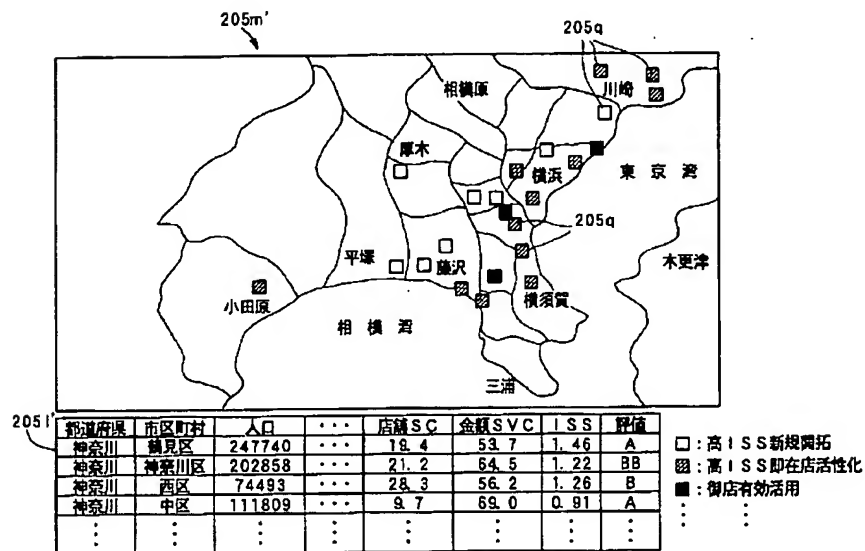 205m'
205q
相模原
川崎
厚木
横浜
東京湾
205q
平塚
藤沢
木更津
小田原
横須賀
相模湾
三浦
205l'
都道府県 市区町村 人口 ・・・ 店舗SC 金額SVC ISS 評値
神奈川 鶴見区 247740 ・・・ 19.4 53.7 1.46 A
神奈川 神奈川区 202858 ・・・ 21.2 64.5 1.22 BB
神奈川 西区 74493 ・・・ 28.3 56.2 1.26 B
神奈川 中区 111809 ・・・ 9.7 69.0 0.91 A
□:高ISS新規開拓
▨:高ISS即在店活性化
■:御店有効活用